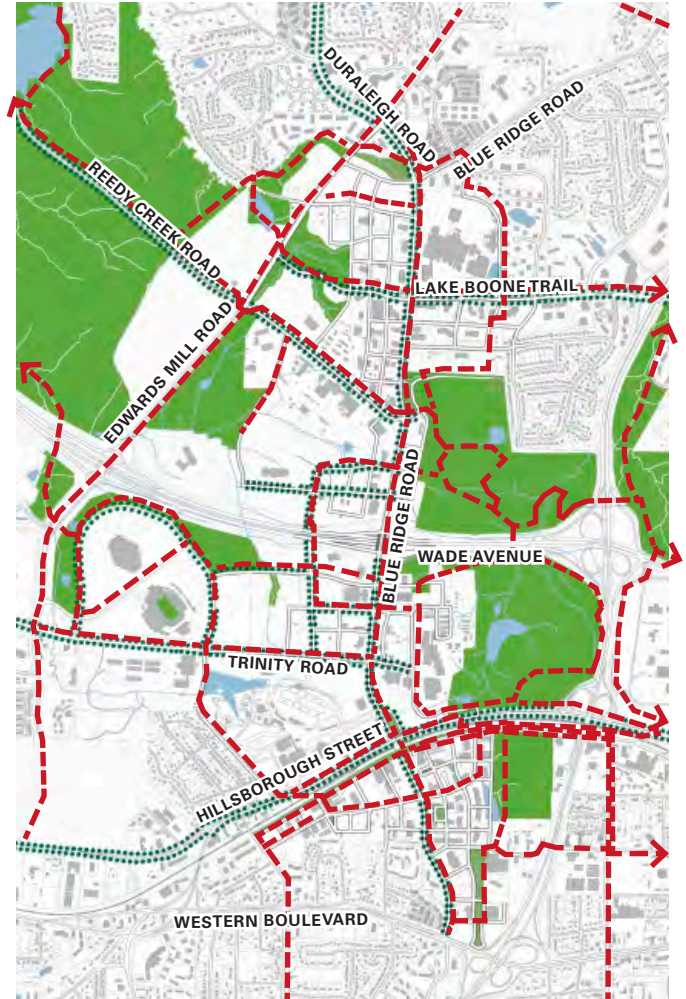 DURALEIGH ROAD
BLUE RIDGE ROAD
REEDY CREEK ROAD
LAKE BOONE TRAIL
EDWARDS MILL ROAD
BLUE RIDGE ROAD
WADE AVENUE
TRINITY ROAD
HILLSBOROUGH STREET
WESTERN BOULEVARD